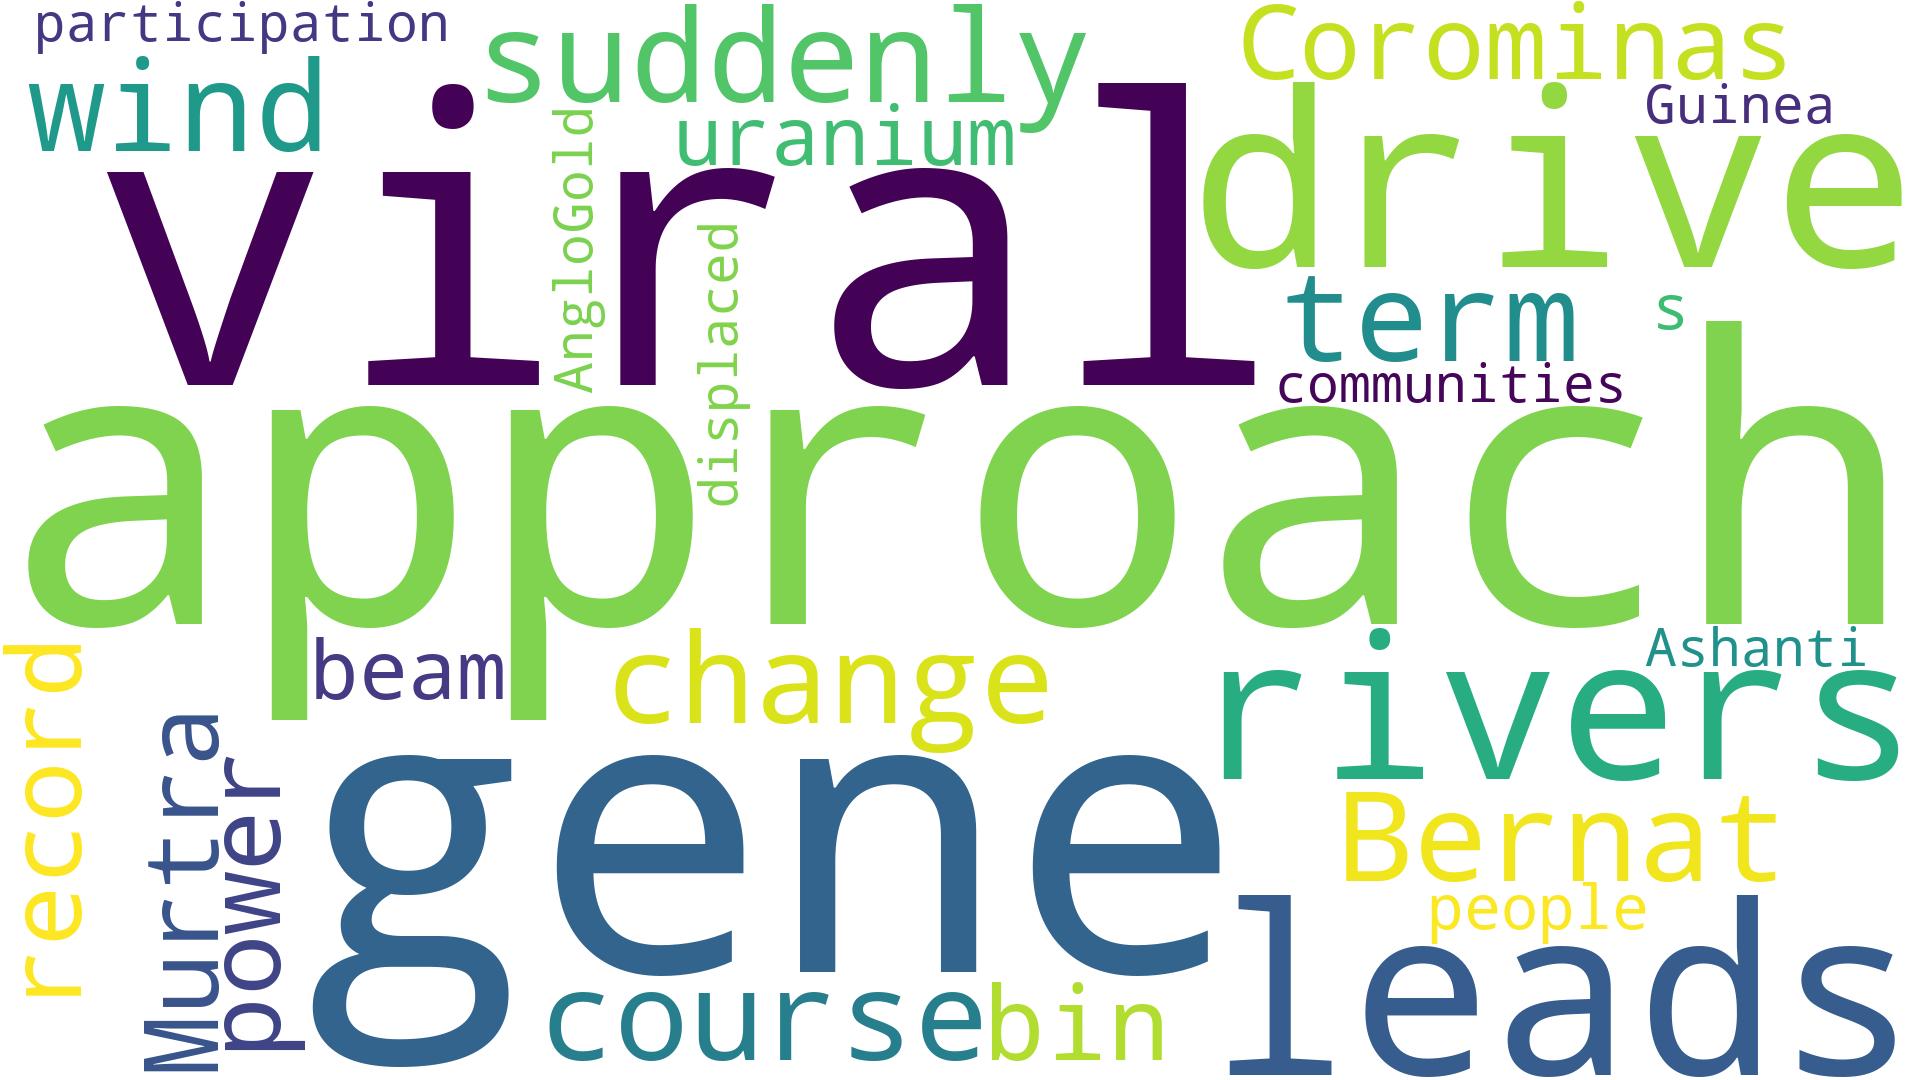 participation
suddenly
Corominas
wind
viral
drive
Guinea
uranium
AngloGold
displaced
term
s
communities
approach
record
beam
change
rivers
Ashanti
Murtra
power
gene
Bernat
people
leads
course
bin